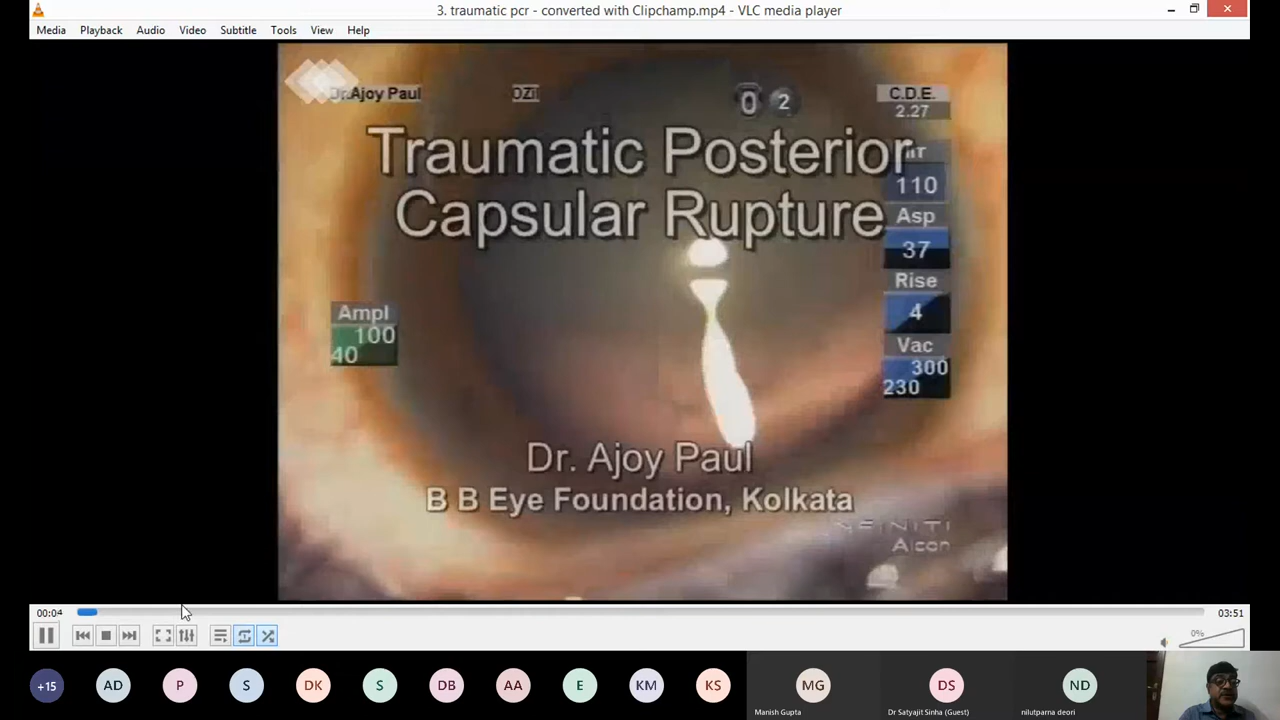 3. traumatic pcr - converted with Clipchamp.mp4 - VLC media player
Media Playback Audio Video Subtitle Tools View Help
Dr.Ajoy Paul OZil 0 2 C.D.E.
2.27
Traumatic Posterior
Capsular Rupture
110
Asp
37
Rise
4
Vac
300
230
Ampl
100
40
Dr. Ajoy Paul
B B Eye Foundation, Kolkata
INFINITI
Alcon
00:04 03:51
0%
+15 AD P S DK S DB AA E KM KS MG DS ND
Manish Gupta Dr Satyajit Sinha (Guest) nilutparna deori